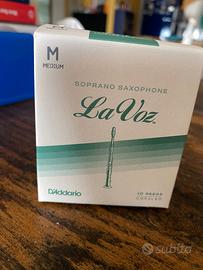 M
MEDIUM
SOPRANO SAXOPHONE
La Voz
D'Addario
10 REEDS
subito